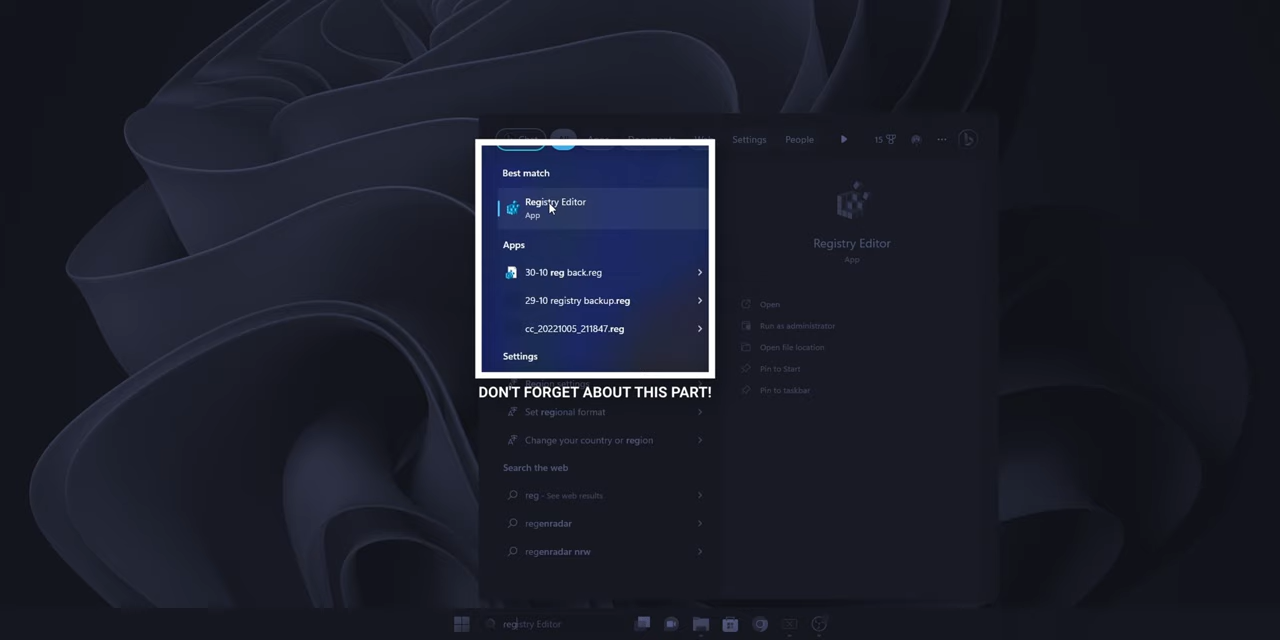 Settings
People
15
Best match
Registry Editor
App
Apps
30-10 reg back.reg
29-10 registry backup.reg
cc_20221005_211847.reg
Settings
DON'T FORGET ABOUT THIS PART!
Set regional format
Change your country or region
Search the web
reg - See web results
regenradar
regenradar nrw
Registry Editor
App
Open
Run as administrator
Open file location
Pin to Start
Pin to taskbar
registry Editor